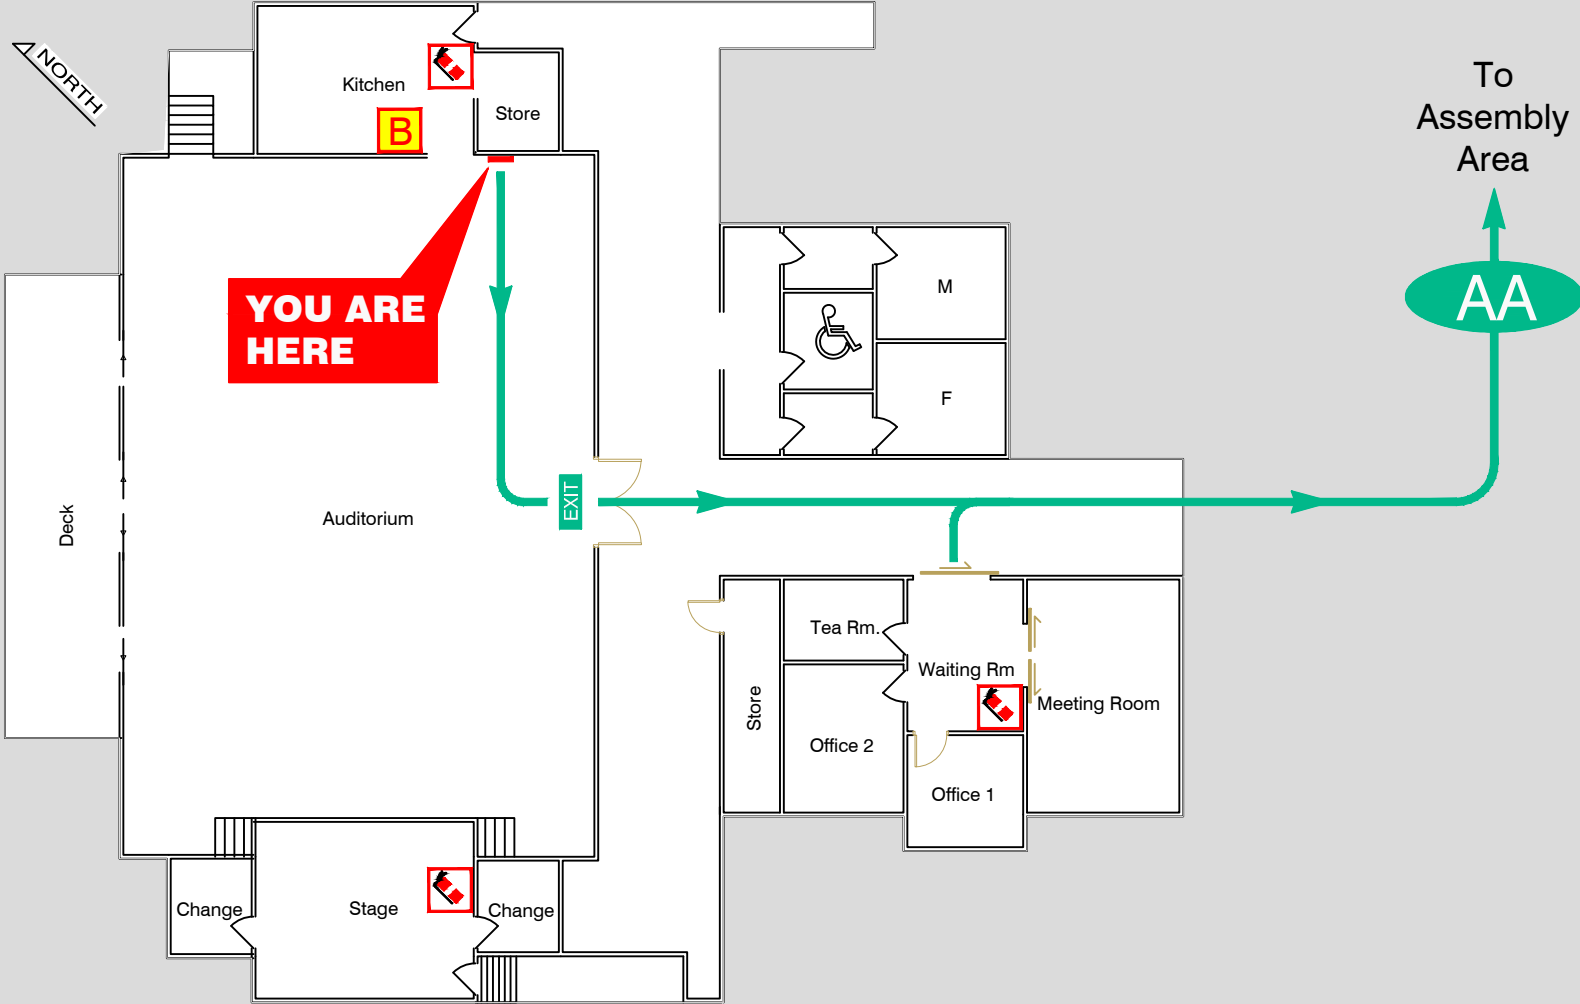 NORTH
Kitchen
B
Store
To
Assembly
Area
AA
YOU ARE
HERE
M
F
EXIT
Deck
Auditorium
Tea Rm.
Waiting Rm
Store
Meeting Room
Office 2
Office 1
Change
Stage
Change